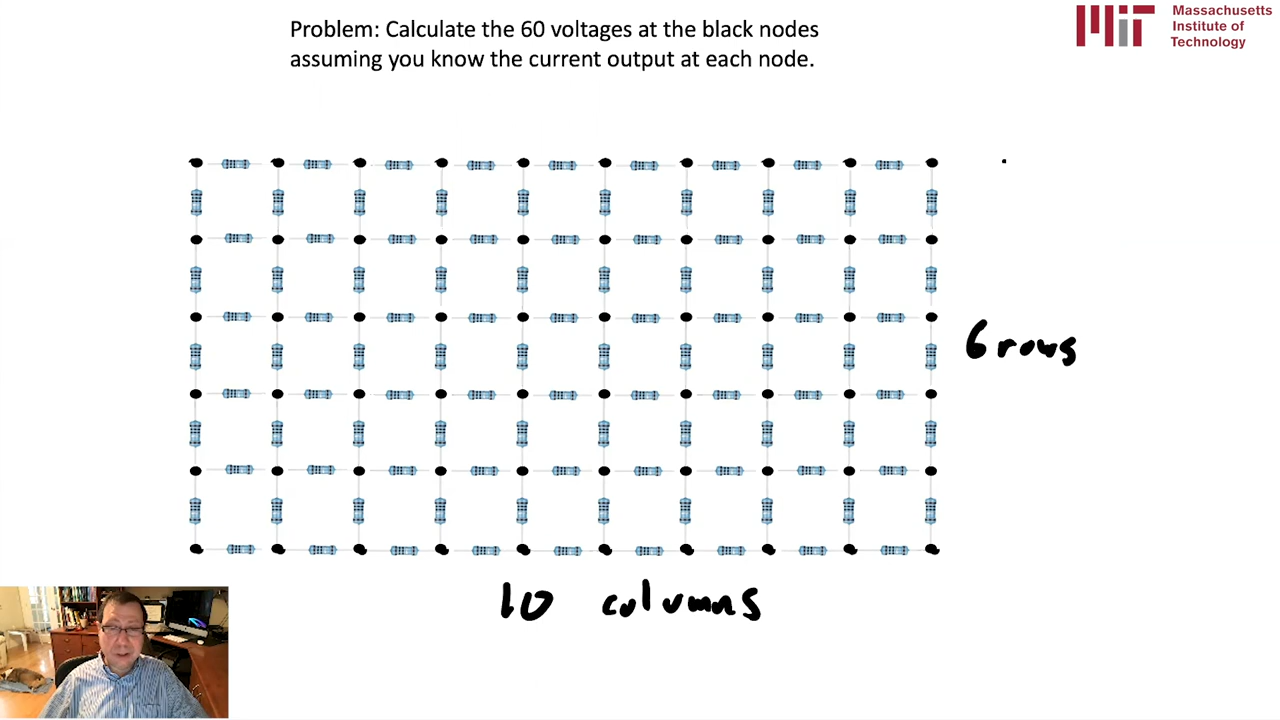 Problem: Calculate the 60 voltages at the black nodes
assuming you know the current output at each node.
Massachusetts
Institute of
Technology
6 rows
10 columns